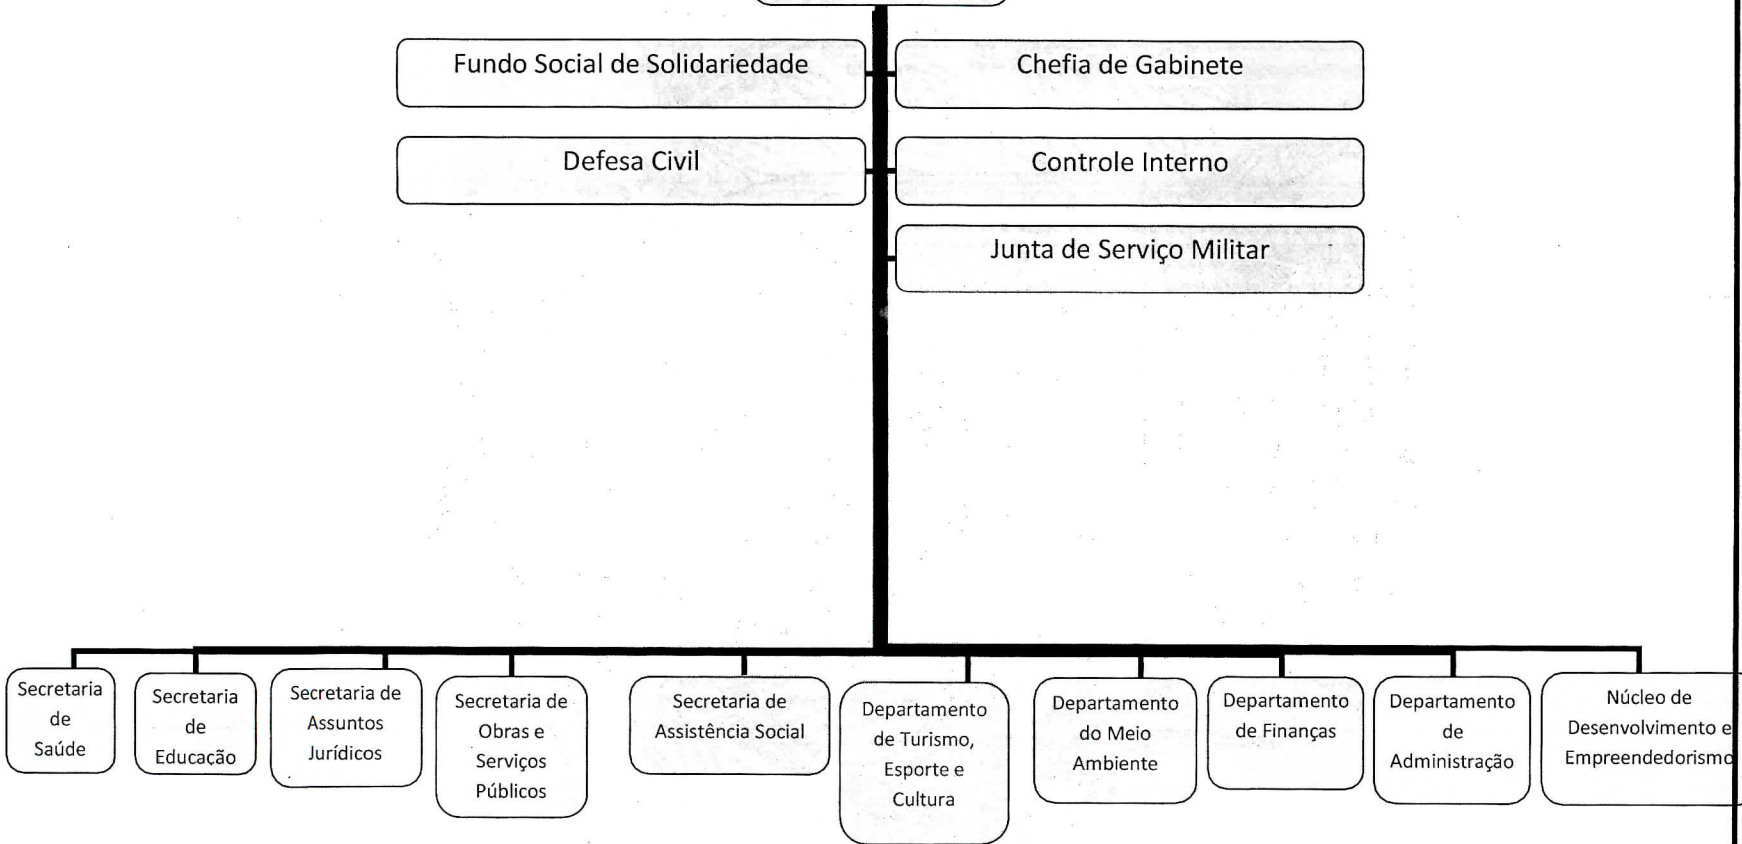 Fundo Social de Solidariedade
Chefia de Gabinete
Defesa Civil
Controle Interno
Junta de Serviço Militar
Secretaria
de
Saúde
Secretaria
de
Educação
Secretaria de
Assuntos
Jurídicos
Secretaria de
Obras e
Serviços
Públicos
Secretaria de
Assistência Social
Departamento
de Turismo,
Esporte e
Cultura
Departamento
do Meio
Ambiente
Departamento
de Finanças
Departamento
de
Administração
Núcleo de
Desenvolvimento e
Empreendedorismo